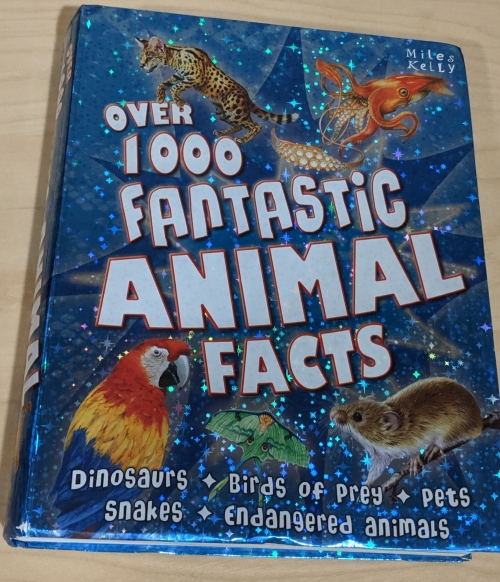 Miles
Kelly
OVER
1000
FANTASTIC
ANIMAL
FACTS
Dinosaurs ✦ Birds of prey ✦ Pets
snakes ✦ Endangered animals